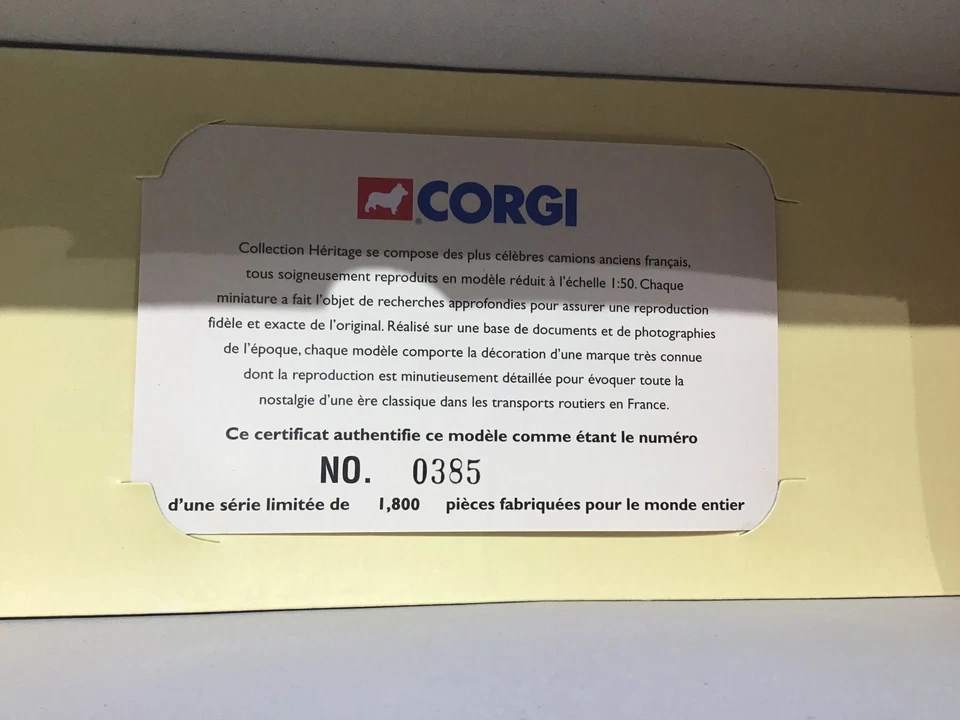 CORGI
Collection Héritage se compose des plus célèbres camions anciens français,
tous soigneusement reproduits en modèle réduit à l'échelle 1:50. Chaque
miniature a fait l'objet de recherches approfondies pour assurer une reproduction
fidèle et exacte de l'original. Réalisé sur une base de documents et de photographies
de l'époque, chaque modèle comporte la décoration d'une marque très connue
dont la reproduction est minutieusement détaillée pour évoquer toute la
nostalgie d'une ère classique dans les transports routiers en France.
Ce certificat authentifie ce modèle comme étant le numéro
NO. 0385
d'une série limitée de 1,800 pièces fabriquées pour le monde entier